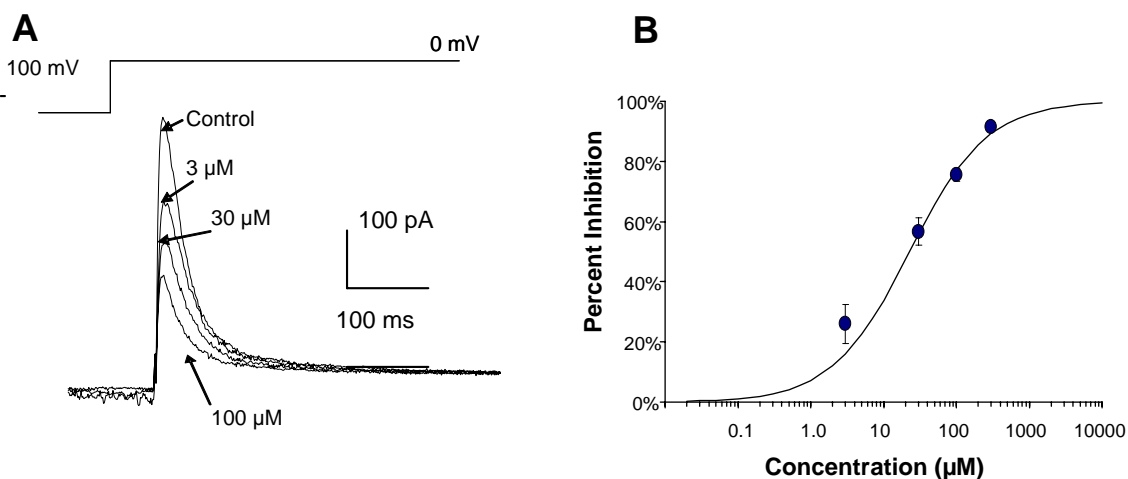 A
0 mV
100 mV
Control
3 µM
30 µM
100 pA
100 ms
100 µM
B
100%
80%
60%
40%
20%
0%
Percent Inhibition
0.1 1.0 10 100 1000 10000
Concentration (µM)